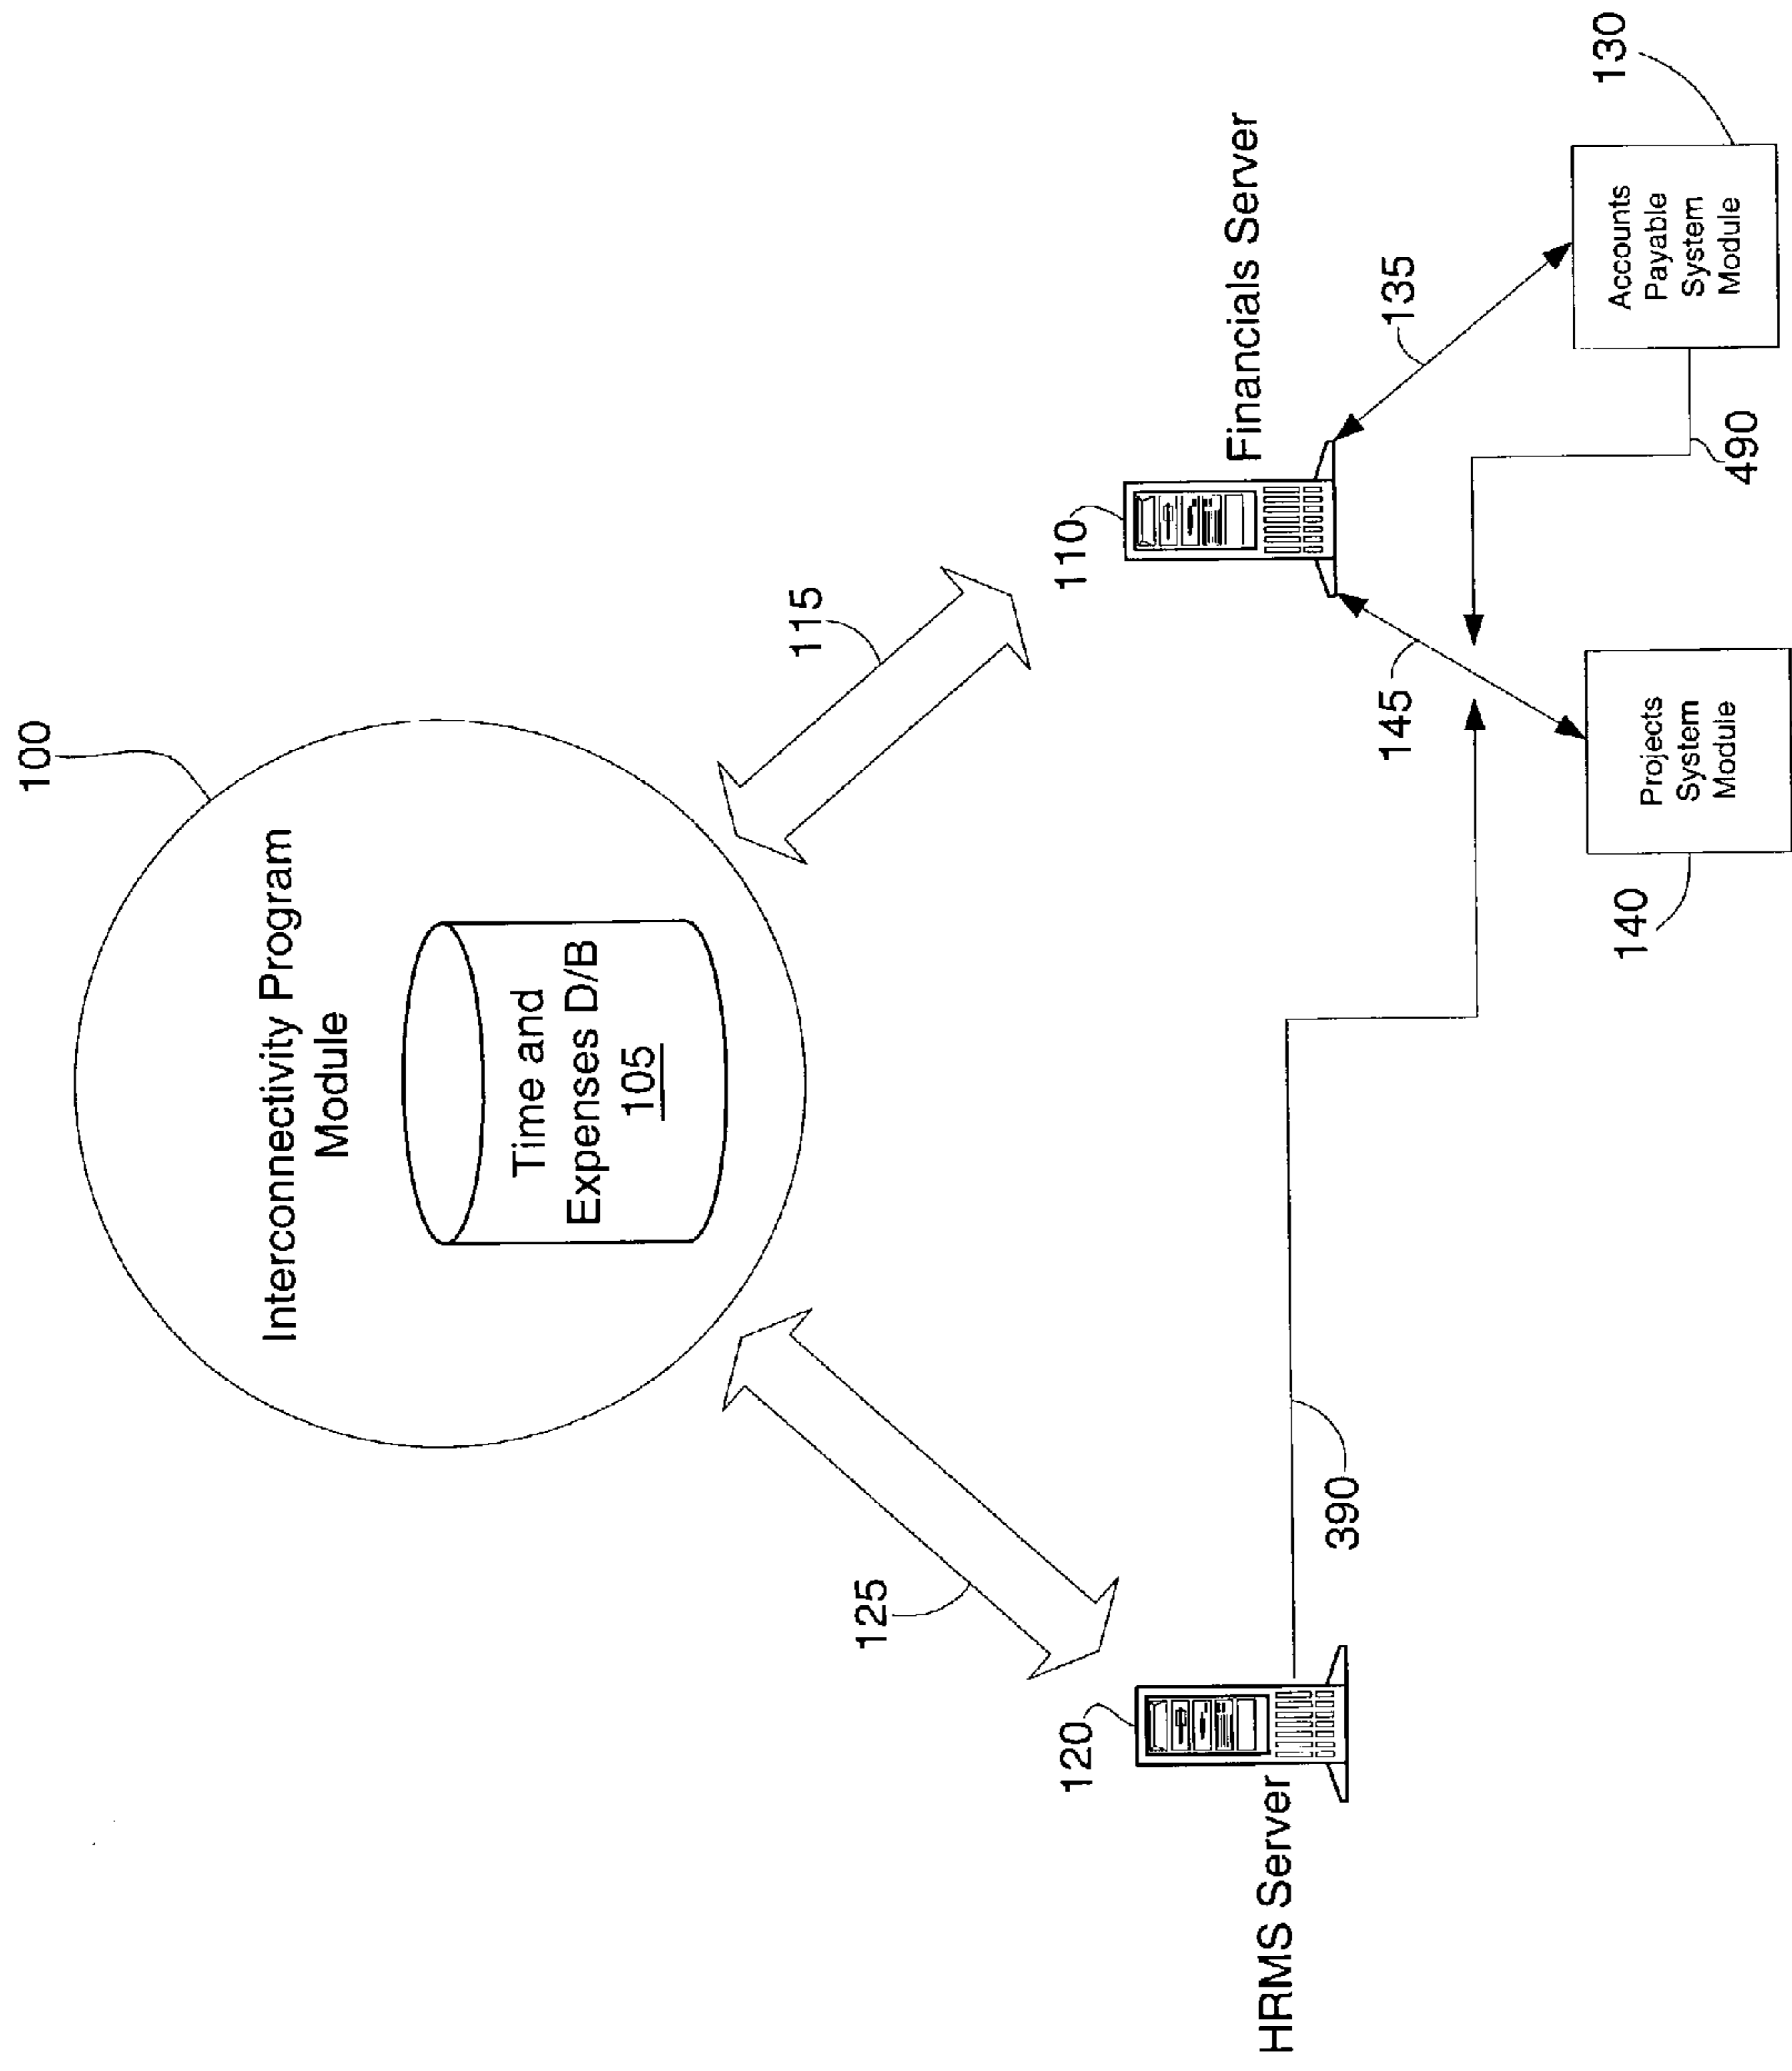 100
Interconnectivity Program
Module
Time and
Expenses D/B
105
115
125
110
Financials Server
120
HRMS Server
135
145
390
490
Projects
System
Module
140
Accounts
Payable
System
Module
130